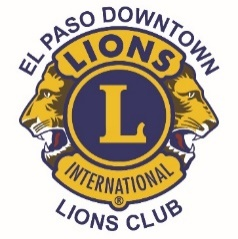 EL PASO DOWNTOWN
LIONS
L
INTERNATIONAL
®
LIONS CLUB